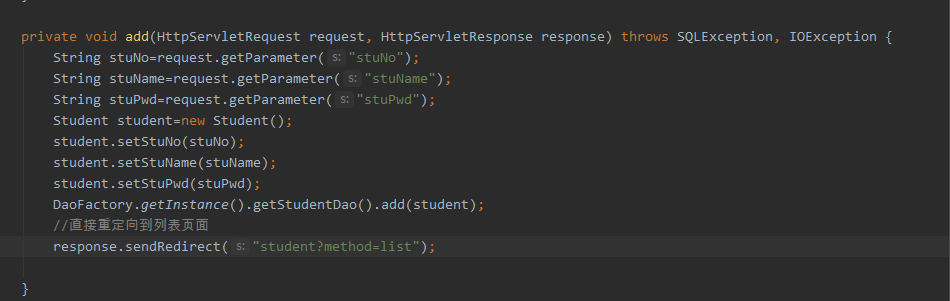 }
private void add(HttpServletRequest request, HttpServletResponse response) throws SQLException, IOException {
String stuNo=request.getParameter( s: "stuNo");
String stuName=request.getParameter( s: "stuName");
String stuPwd=request.getParameter( s: "stuPwd");
Student student=new Student();
student.setStuNo(stuNo);
student.setStuName(stuName);
student.setStuPwd(stuPwd);
DaoFactory.getInstance().getStudentDao().add(student);
//直接重定向到列表页面
response.sendRedirect( s: "student?method=list");
}